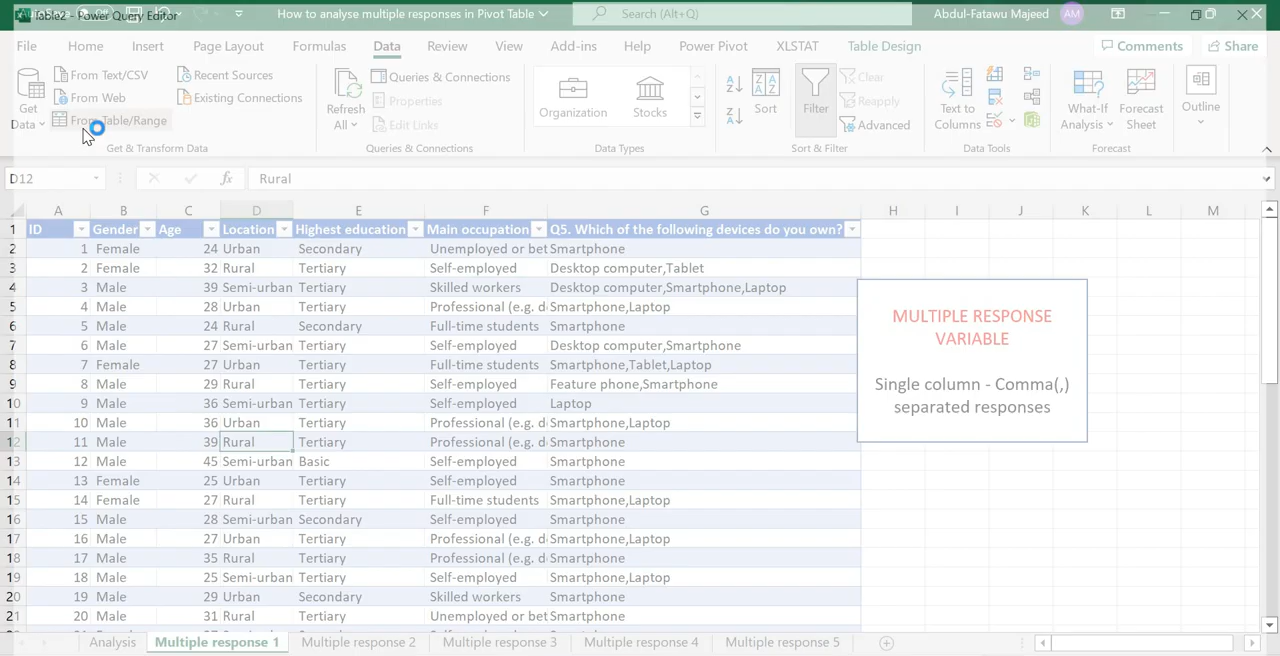 Table2 - Power Query Editor
How to analyse multiple responses in Pivot Table
Search (Alt+Q)
Abdul-Fatawu Majeed
AM
File Home Insert Page Layout Formulas Data Review View Add-ins Help Power Pivot XLSTAT Table Design Comments Share
Get Data
From Text/CSV
From Web
From Table/Range
Recent Sources
Existing Connections
Get & Transform Data
Refresh All
Queries & Connections
Properties
Edit Links
Queries & Connections
Organization Stocks
Data Types
Sort
Filter
Clear
Reapply
Advanced
Sort & Filter
Text to Columns
Data Tools
What-If Analysis
Forecast Sheet
Forecast
Outline
D12 fx Rural
A B C D E F G H I J K L M
1 ID Gender Age Location Highest education Main occupation Q5. Which of the following devices do you own?
2 1 Female 24 Urban Secondary Unemployed or bet Smartphone
3 2 Female 32 Rural Tertiary Self-employed Desktop computer,Tablet
4 3 Male 39 Semi-urban Tertiary Skilled workers Desktop computer,Smartphone,Laptop
5 4 Male 28 Urban Tertiary Professional (e.g. d Smartphone,Laptop
6 5 Male 24 Rural Secondary Full-time students Smartphone
7 6 Male 27 Semi-urban Tertiary Self-employed Desktop computer,Smartphone
8 7 Female 27 Urban Tertiary Full-time students Smartphone,Tablet,Laptop
9 8 Male 29 Rural Tertiary Self-employed Feature phone,Smartphone
10 9 Male 36 Semi-urban Tertiary Self-employed Laptop
11 10 Male 36 Urban Tertiary Professional (e.g. d Smartphone,Laptop
12 11 Male 39 Rural Tertiary Professional (e.g. d Smartphone
13 12 Male 45 Semi-urban Basic Self-employed Smartphone
14 13 Female 25 Urban Tertiary Self-employed Smartphone
15 14 Female 27 Rural Tertiary Full-time students Smartphone,Laptop
16 15 Male 28 Semi-urban Secondary Self-employed Smartphone
17 16 Male 27 Urban Tertiary Professional (e.g. d Smartphone,Laptop
18 17 Male 35 Rural Tertiary Professional (e.g. d Smartphone
19 18 Male 25 Semi-urban Tertiary Self-employed Smartphone,Laptop
20 19 Male 29 Urban Secondary Skilled workers Smartphone
21 20 Male 31 Rural Tertiary Unemployed or bet Smartphone
MULTIPLE RESPONSE
VARIABLE
Single column - Comma(,)
separated responses
Analysis Multiple response 1 Multiple response 2 Multiple response 3 Multiple response 4 Multiple response 5